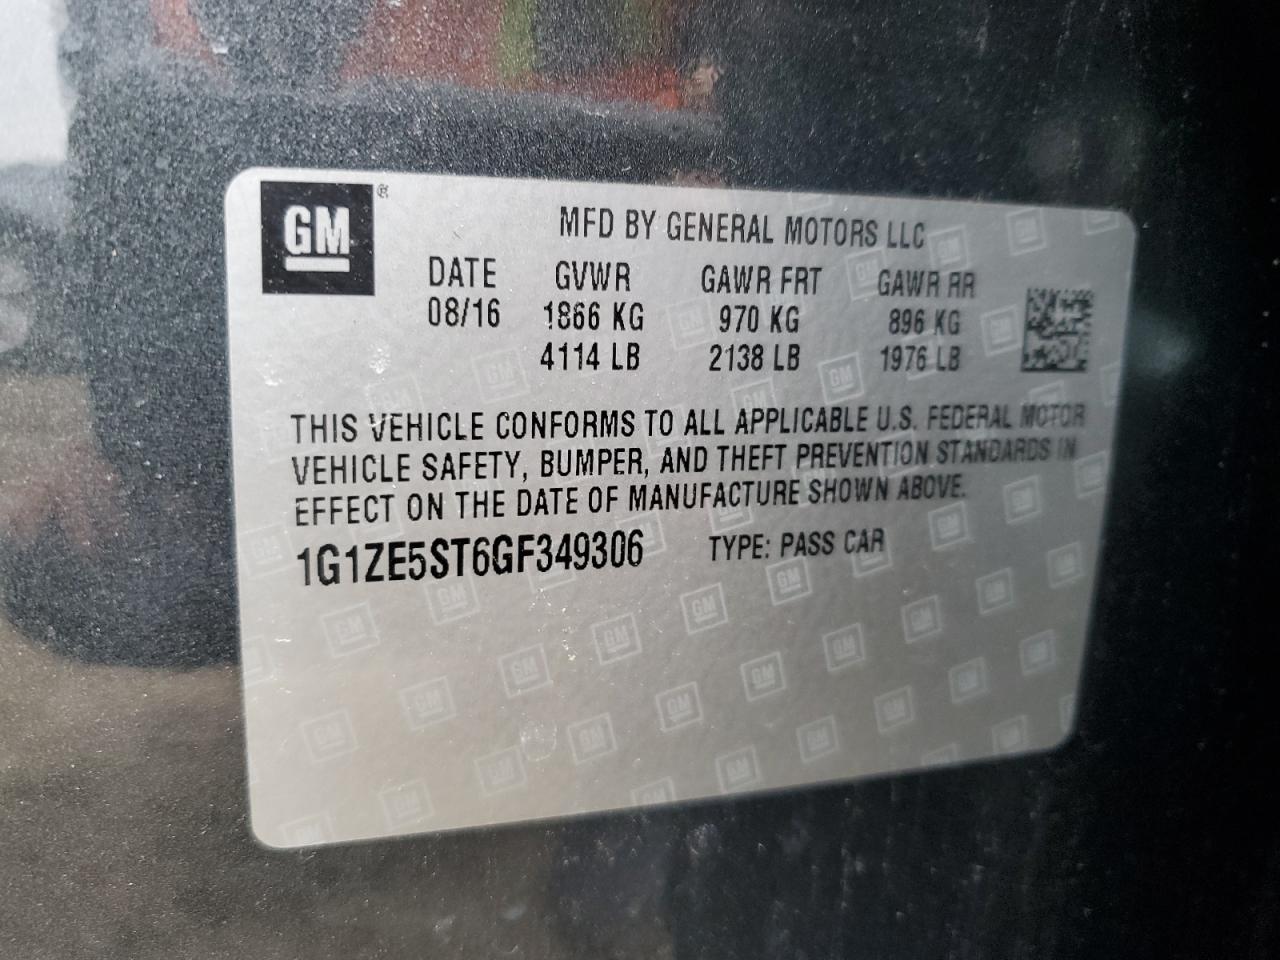 GM®
MFD BY GENERAL MOTORS LLC
DATE GVWR GAWR FRT GAWR RR
08/16 1866 KG 970 KG 896 KG
4114 LB 2138 LB 1976 LB
THIS VEHICLE CONFORMS TO ALL APPLICABLE U.S. FEDERAL MOTOR
VEHICLE SAFETY, BUMPER, AND THEFT PREVENTION STANDARDS IN
EFFECT ON THE DATE OF MANUFACTURE SHOWN ABOVE.
1G1ZE5ST6GF349306 TYPE: PASS CAR